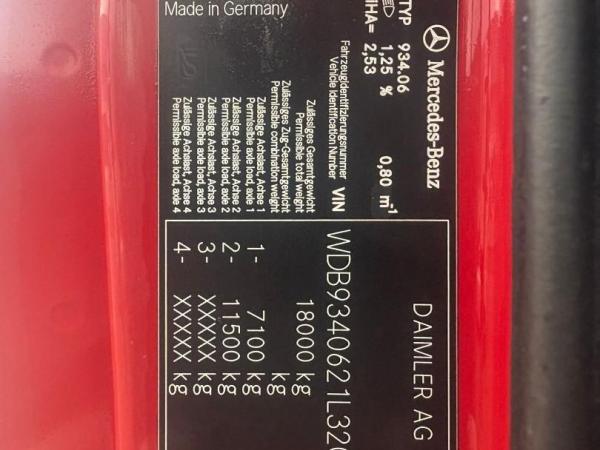 Mercedes-Benz
DAIMLER AG
TYP 934.06
1,25 % 0,80 m⁻¹
IHA= 2,53
Fahrzeugidentifizierungsnummer
Vehicle Identification Number VIN WDB9340621L32
Zulässiges Gesamtgewicht
Permissible total weight 18000 kg
Zulässiges Zug-Gesamtgewicht
Permissible combination weight kg
Zulässige Achslast, Achse 1
Permissible axle load, axle 1 1- 7100 kg
Zulässige Achslast, Achse 2
Permissible axle load, axle 2 2- 11500 kg
Zulässige Achslast, Achse 3
Permissible axle load, axle 3 3- XXXXX kg
Zulässige Achslast, Achse 4
Permissible axle load, axle 4 4- XXXXX kg
Made in Germany